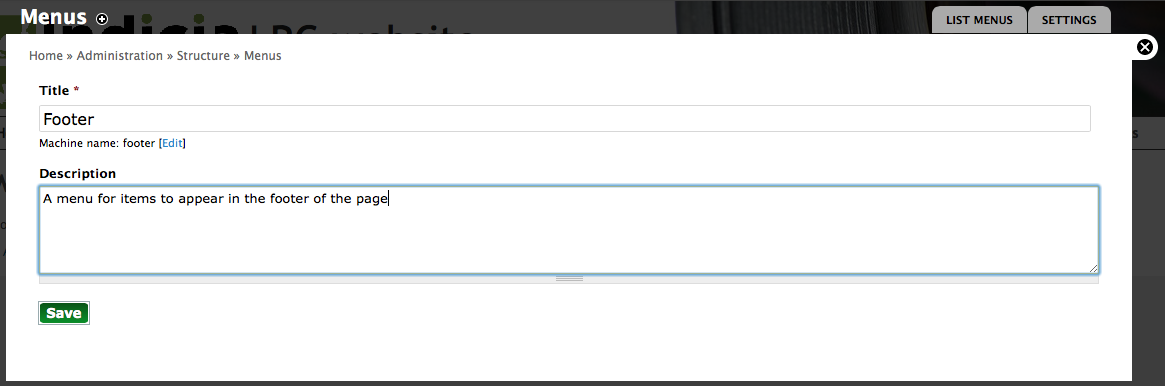 Menus
LIST MENUS
SETTINGS
Home » Administration » Structure » Menus
Title *
Footer
Machine name: footer [Edit]
Description
A menu for items to appear in the footer of the page
Save